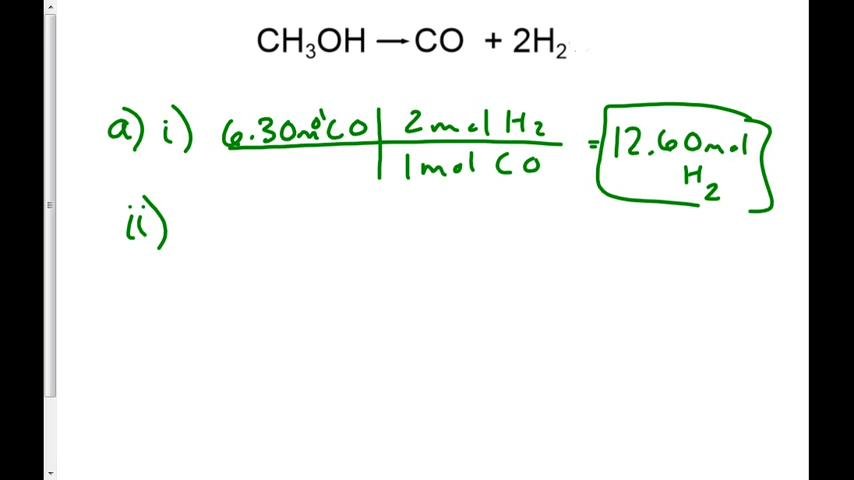 CH₃OH → CO + 2H₂
a) i) 6.30 mol CO | 2 mol H₂ = 12.60 mol
1 mol CO H₂
ii)